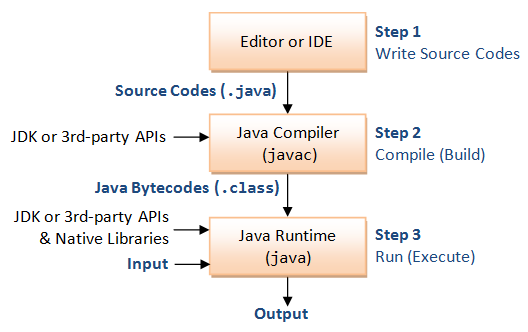 Editor or IDE
Step 1
Write Source Codes
Source Codes (.java)
JDK or 3rd-party APIs
Java Compiler
(javac)
Step 2
Compile (Build)
Java Bytecodes (.class)
JDK or 3rd-party APIs
& Native Libraries
Input
Java Runtime
(java)
Step 3
Run (Execute)
Output